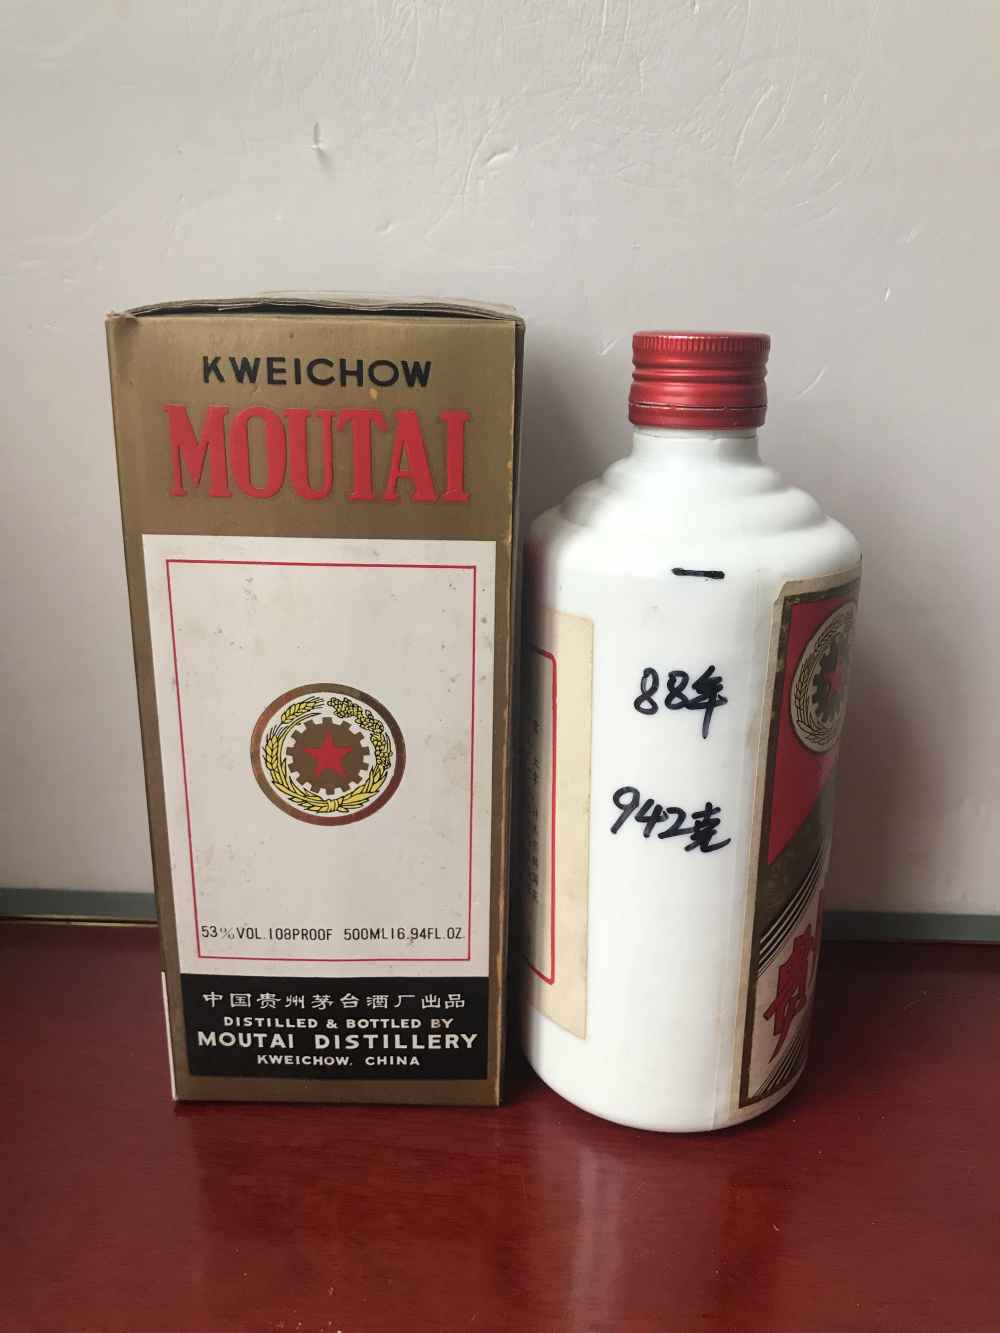 KWEICHOW
MOUTAI
53%VOL.108PROOF 500ML16.94FL.OZ.
中国贵州茅台酒厂出品
DISTILLED & BOTTLED BY
MOUTAI DISTILLERY
KWEICHOW. CHINA
88年
942克
贵